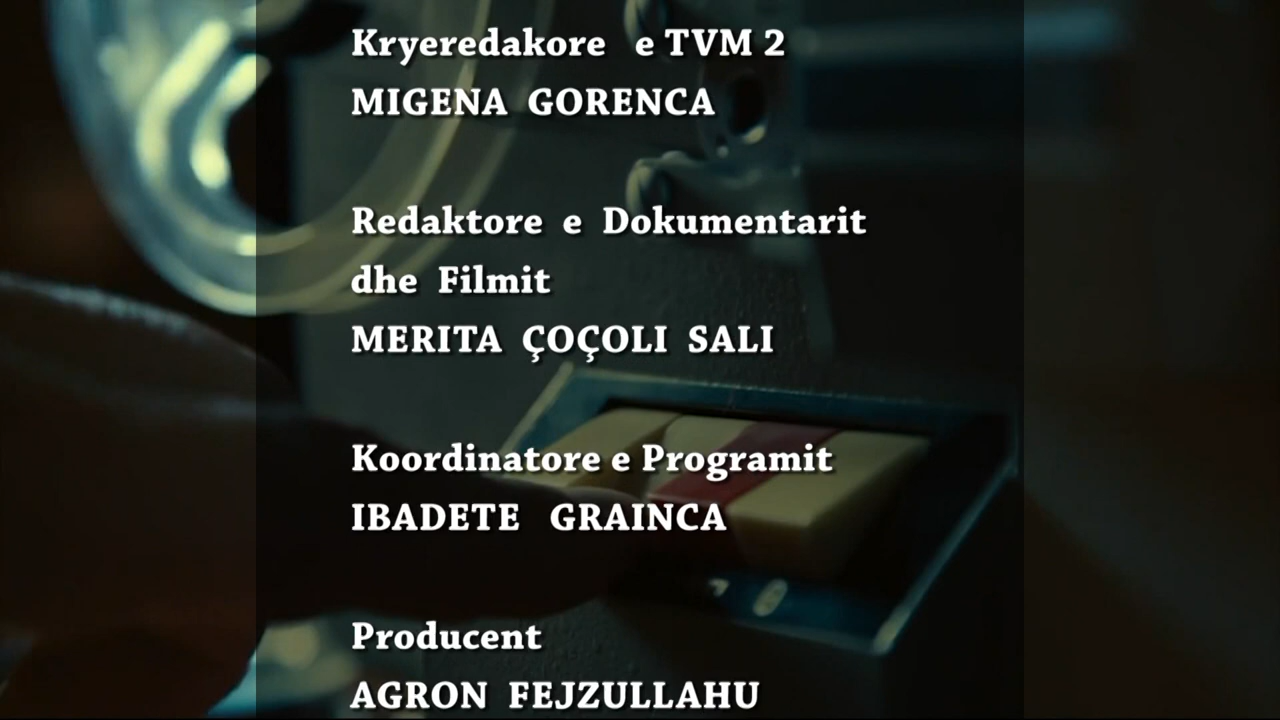 Kryeredakore e TVM 2
MIGENA GORENCA
Redaktore e Dokumentarit
dhe Filmit
MERITA ÇOÇOLI SALI
Koordinatore e Programit
IBADETE GRAINCA
Producent
AGRON FEJZULLAHU